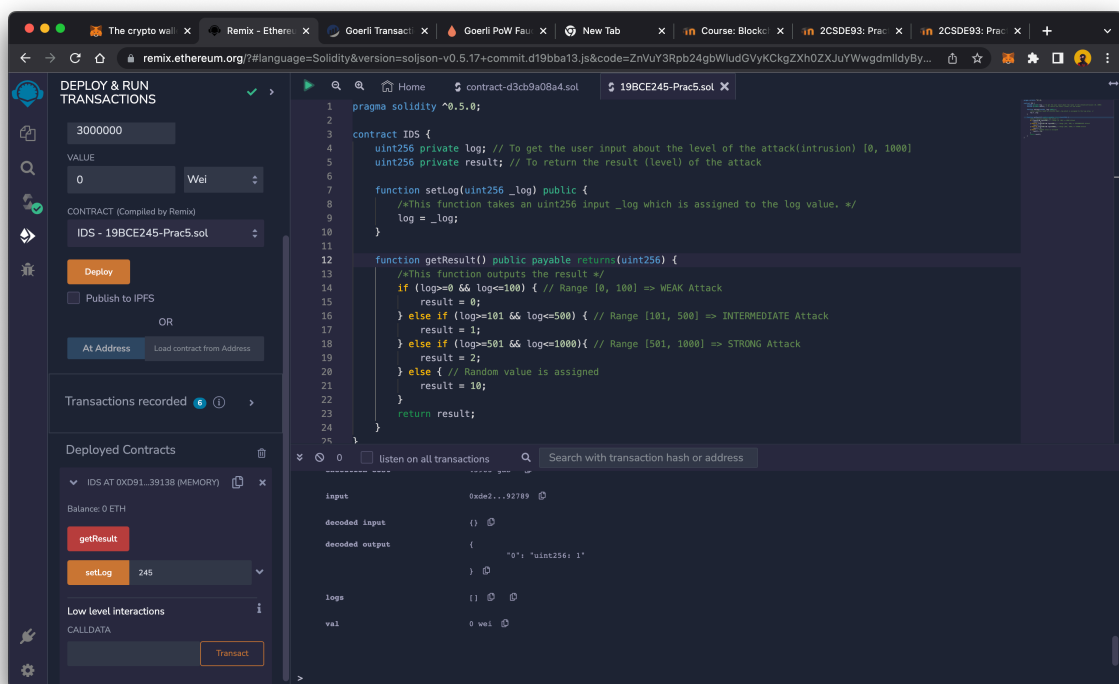 The crypto wall
Remix - Ethereu
Goerli Transacti
Goerli PoW Fau
New Tab
Course: Blockcl
2CSDE93: Prac
2CSDE93: Prac
remix.ethereum.org/?#language=Solidity&version=soljson-v0.5.17+commit.d19bba13.js&code=ZnVuY3Rpb24gbWludGVyKCkgZXh0ZXJuYWwgdmlldyBy...
DEPLOY & RUN
TRANSACTIONS
3000000
VALUE
0 Wei
CONTRACT (Compiled by Remix)
IDS - 19BCE245-Prac5.sol
Deploy
Publish to IPFS
OR
At Address Load contract from Address
Transactions recorded 6 i
Deployed Contracts
IDS AT 0XD91...39138 (MEMORY)
Balance: 0 ETH
getResult
setLog 245
Low level interactions i
CALLDATA
Transact
Home contract-d3cb9a08a4.sol 19BCE245-Prac5.sol
1 pragma solidity ^0.5.0;
2
3 contract IDS {
4 uint256 private log; // To get the user input about the level of the attack(intrusion) [0, 1000]
5 uint256 private result; // To return the result (level) of the attack
6
7 function setLog(uint256 _log) public {
8 /*This function takes an uint256 input _log which is assigned to the log value. */
9 log = _log;
10 }
11
12 function getResult() public payable returns(uint256) {
13 /*This function outputs the result */
14 if (log>=0 && log<=100) { // Range [0, 100] => WEAK Attack
15 result = 0;
16 } else if (log>=101 && log<=500) { // Range [101, 500] => INTERMEDIATE Attack
17 result = 1;
18 } else if (log>=501 && log<=1000){ // Range [501, 1000] => STRONG Attack
19 result = 2;
20 } else { // Random value is assigned
21 result = 10;
22 }
23 return result;
24 }
25 }
0 listen on all transactions Search with transaction hash or address
input 0xde2...92789
decoded input {}
decoded output {
"0": "uint256: 1"
}
logs []
val 0 wei
>